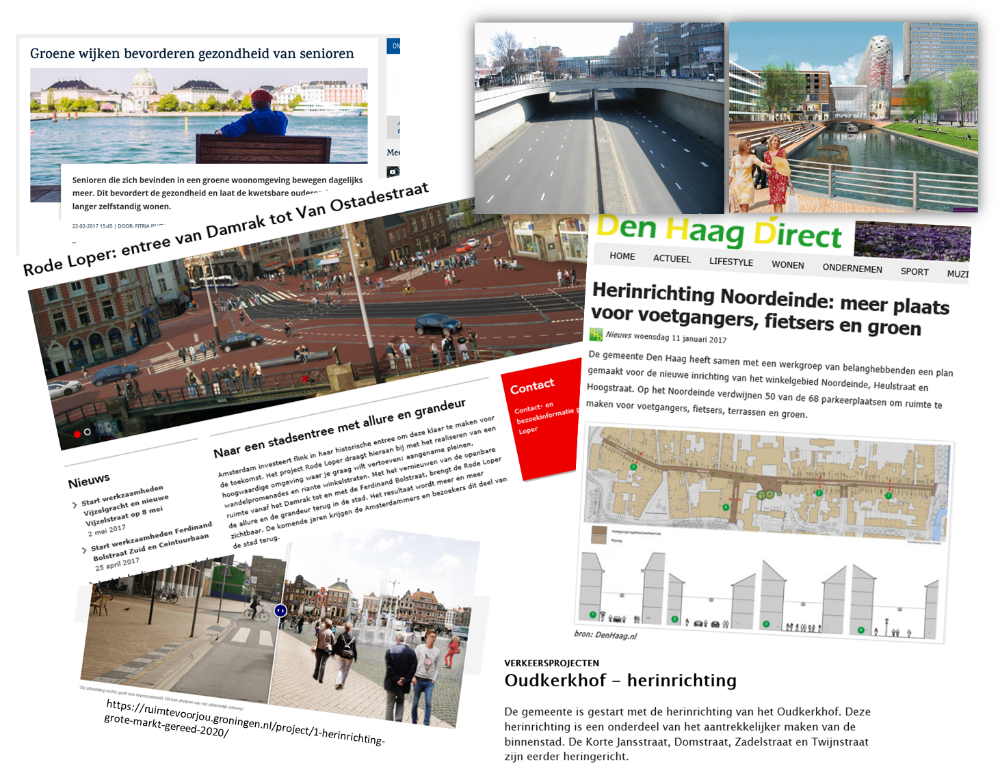 Groene wijken bevorderen gezondheid van senioren
ON
Mee
Senioren die zich bevinden in een groene woonomgeving bewegen dagelijks
meer. Dit bevordert de gezondheid en laat de kwetsbare ouderen
langer zelfstandig wonen.
22-02-2017 15:45 | DOOR: FITRIA
Rabobank
Rode Loper: entree van Damrak tot Van Ostadestraat
Naar een stadsentree met allure en grandeur
Amsterdam investeert flink in haar historische entree om deze klaar te maken voor
de toekomst. Het project Rode Loper draagt hieraan bij met het realiseren van een
hoogwaardige omgeving waar je graag wilt vertoeven: aangename pleinen,
wandelpromenades en riante winkelstraten. Met het vernieuwen van de openbare
ruimte vanaf het Damrak tot en met de Ferdinand Bolstraat, brengt de Rode Loper
de allure en de grandeur terug in de stad. Het resultaat wordt meer en meer
zichtbaar. De komende jaren krijgen de Amsterdammers en bezoekers dit deel van
de stad terug.
Contact
Contact- en
bezoekinformatie
Loper
Nieuws
Start werkzaamheden
Vijzelgracht en nieuwe
Vijzelstraat op 8 mei
2 mei 2017
Start werkzaamheden Ferdinand
Bolstraat Zuid en Ceintuurbaan
25 april 2017
Den Haag Direct
HOME ACTUEEL LIFESTYLE WONEN ONDERNEMEN SPORT MUZI
Herinrichting Noordeinde: meer plaats
voor voetgangers, fietsers en groen
Nieuws woensdag 11 januari 2017
De gemeente Den Haag heeft samen met een werkgroep van belanghebbenden een plan
gemaakt voor de nieuwe inrichting van het winkelgebied Noordeinde, Heulstraat en
Hoogstraat. Op het Noordeinde verdwijnen 50 van de 68 parkeerplaatsen om ruimte te
maken voor voetgangers, fietsers, terrassen en groen.
3
2
1
4
Voetgangersgebied/parkeervak
Rijweg
1
2
3
4
bron: DenHaag.nl
'De afbeelding rechts geeft een impressiebeeld. Dit kan afwijken van het uiteindelijk ontwerp.'
https://ruimtevoorjou.groningen.nl/project/1-herinrichting-
grote-markt-gereed-2020/
VERKEERSPROJECTEN
Oudkerkhof – herinrichting
De gemeente is gestart met de herinrichting van het Oudkerkhof. Deze
herinrichting is een onderdeel van het aantrekkelijker maken van de
binnenstad. De Korte Jansstraat, Domstraat, Zadelstraat en Twijnstraat
zijn eerder heringericht.